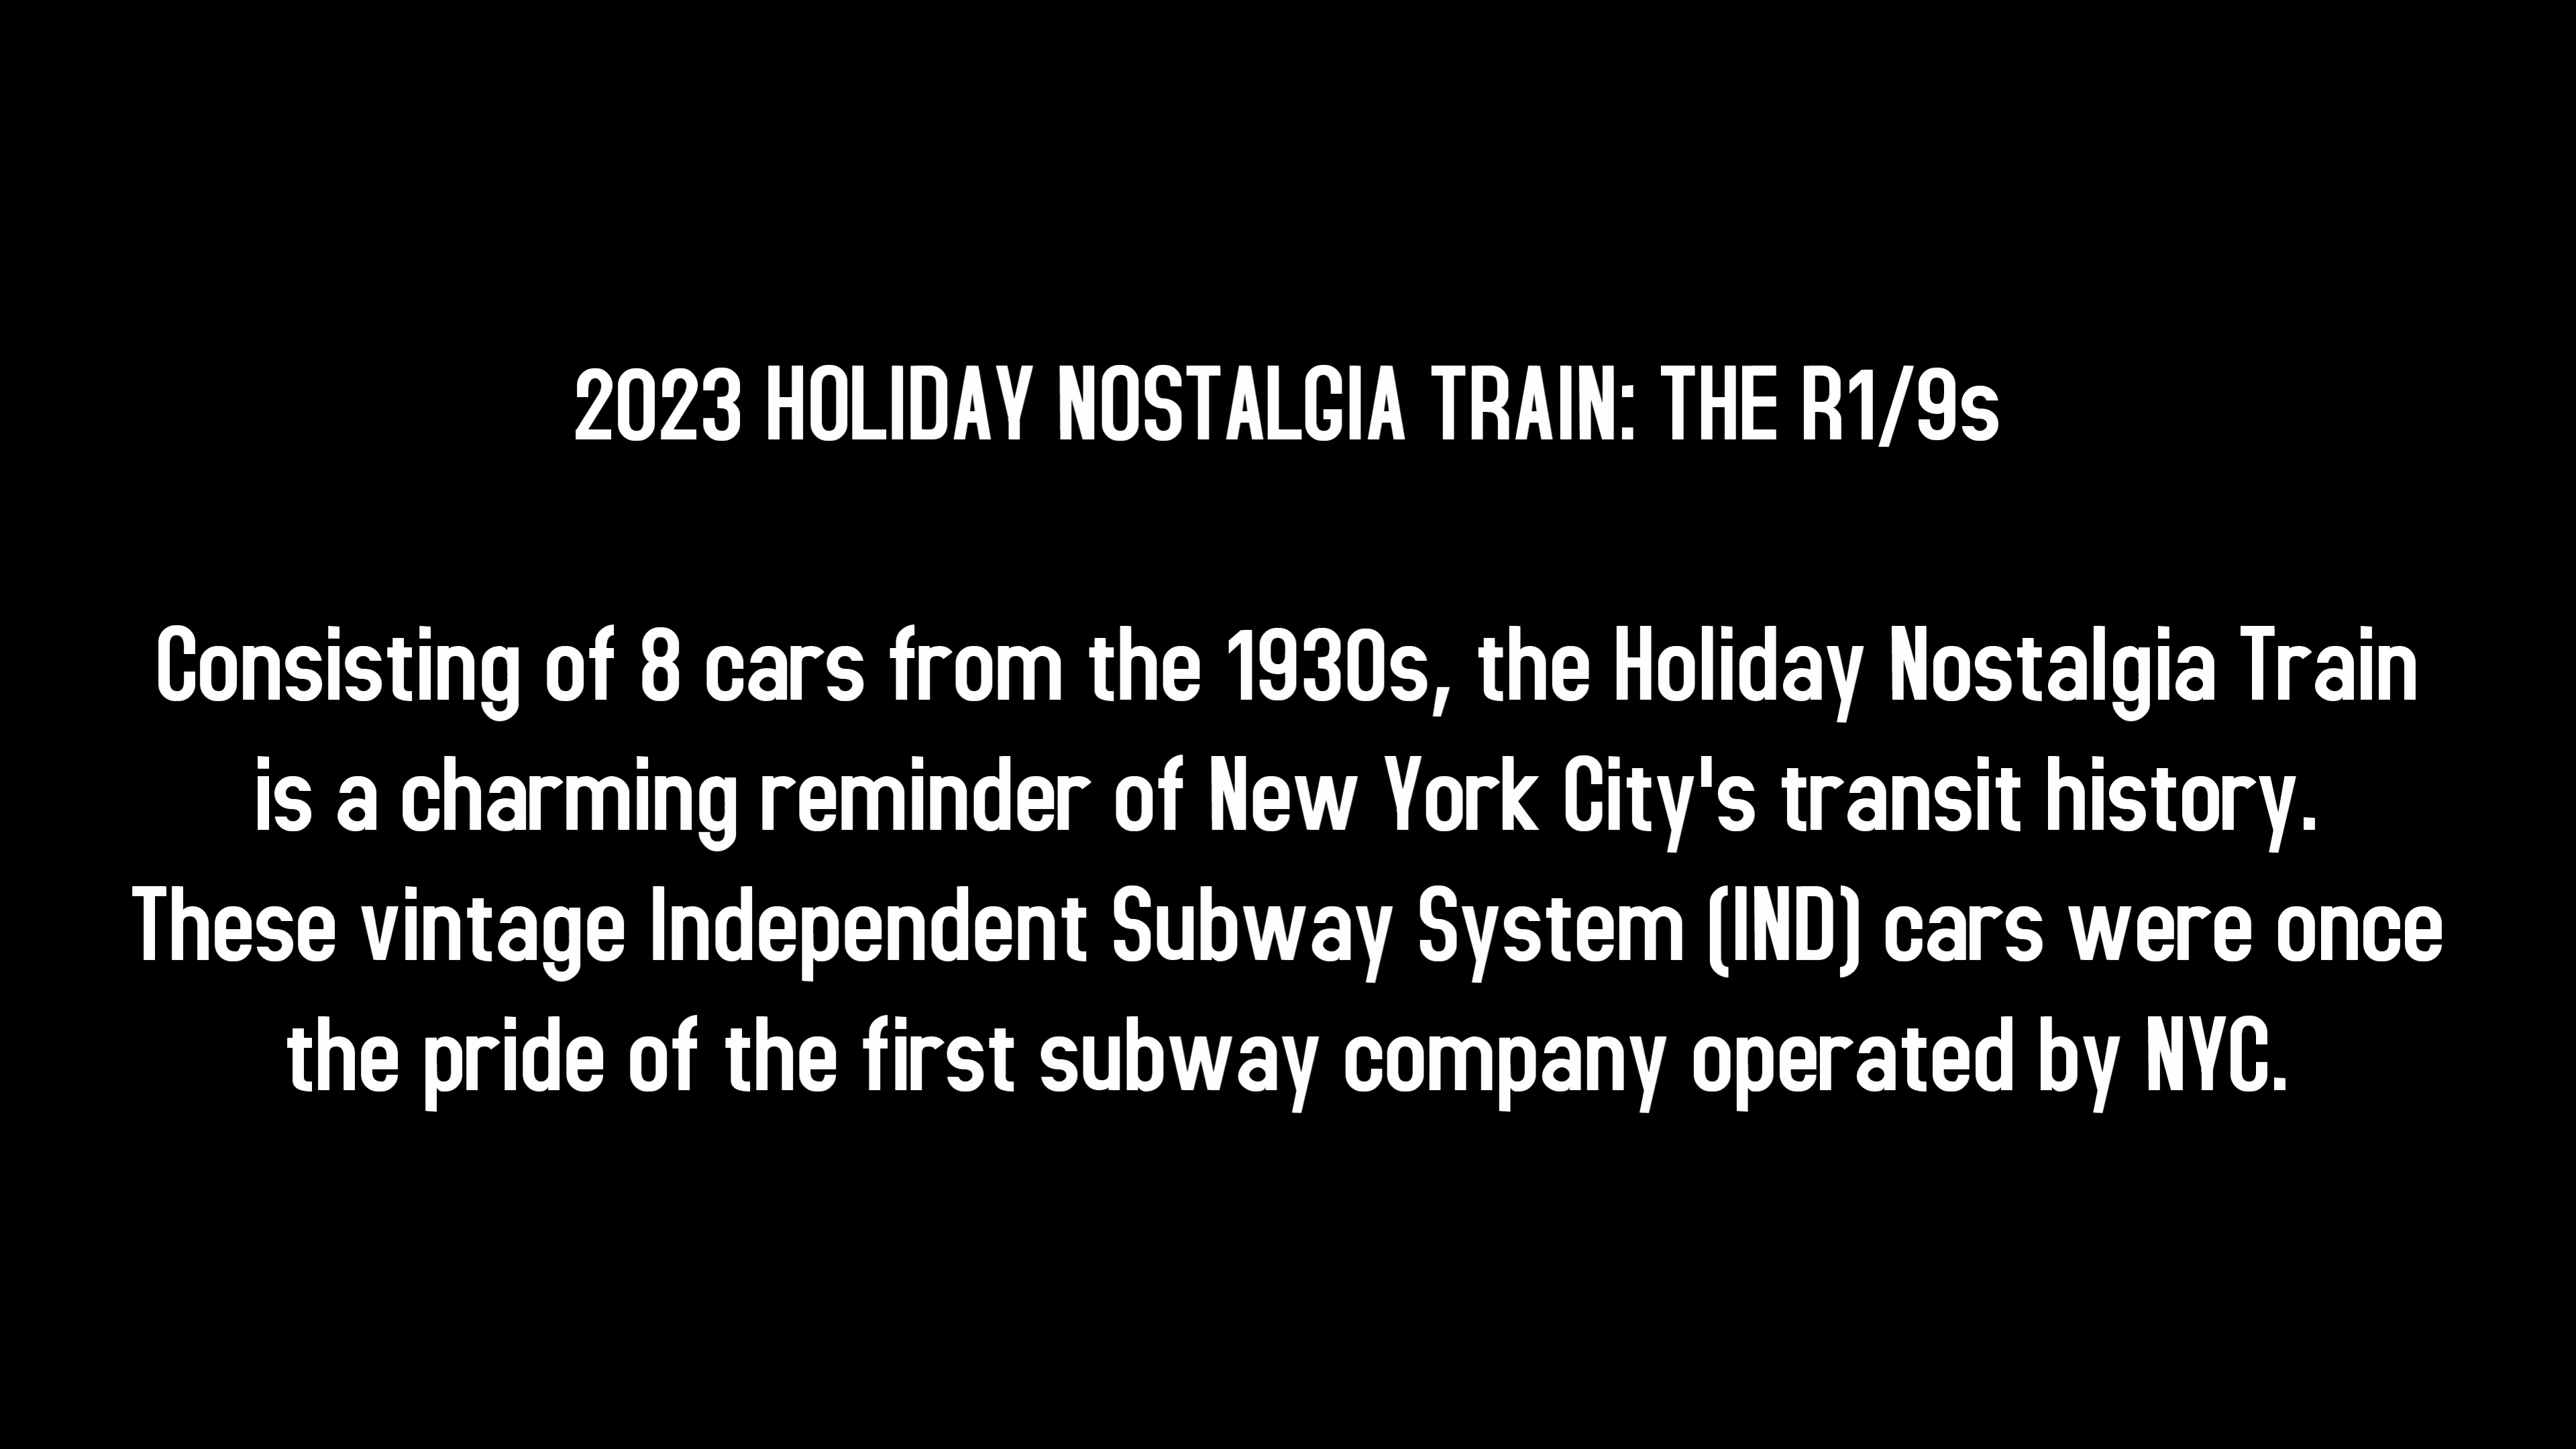 2023 HOLIDAY NOSTALGIA TRAIN: THE R1/9s
Consisting of 8 cars from the 1930s, the Holiday Nostalgia Train
is a charming reminder of New York City's transit history.
These vintage Independent Subway System (IND) cars were once
the pride of the first subway company operated by NYC.